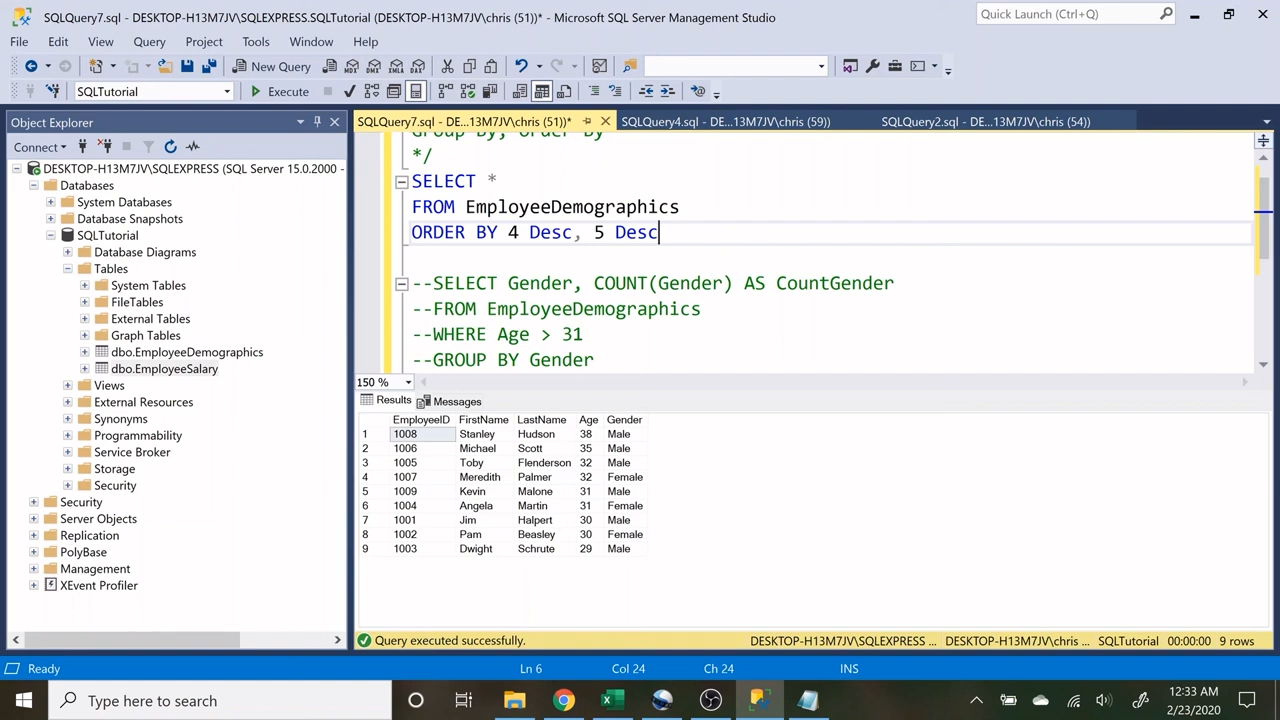 SQLQuery7.sql - DESKTOP-H13M7JV\SQLEXPRESS.SQLTutorial (DESKTOP-H13M7JV\chris (51))* - Microsoft SQL Server Management Studio
Quick Launch (Ctrl+Q)
File Edit View Query Project Tools Window Help
New Query MDX DMX XMLA DAX
SQLTutorial Execute
Object Explorer
SQLQuery7.sql - DE...13M7JV\chris (51))* SQLQuery4.sql - DE...13M7JV\chris (59)) SQLQuery2.sql - DE...13M7JV\chris (54))
Connect
DESKTOP-H13M7JV\SQLEXPRESS (SQL Server 15.0.2000 -
Databases
System Databases
Database Snapshots
SQLTutorial
Database Diagrams
Tables
System Tables
FileTables
External Tables
Graph Tables
dbo.EmployeeDemographics
dbo.EmployeeSalary
Views
External Resources
Synonyms
Programmability
Service Broker
Storage
Security
Security
Server Objects
Replication
PolyBase
Management
XEvent Profiler
Group By, Order By
*/
SELECT *
FROM EmployeeDemographics
ORDER BY 4 Desc, 5 Desc
--SELECT Gender, COUNT(Gender) AS CountGender
--FROM EmployeeDemographics
--WHERE Age > 31
--GROUP BY Gender
150 %
Results Messages
EmployeeID FirstName LastName Age Gender
1 1008 Stanley Hudson 38 Male
2 1006 Michael Scott 35 Male
3 1005 Toby Flenderson 32 Male
4 1007 Meredith Palmer 32 Female
5 1009 Kevin Malone 31 Male
6 1004 Angela Martin 31 Female
7 1001 Jim Halpert 30 Male
8 1002 Pam Beasley 30 Female
9 1003 Dwight Schrute 29 Male
Query executed successfully. DESKTOP-H13M7JV\SQLEXPRESS ... DESKTOP-H13M7JV\chris ... SQLTutorial 00:00:00 9 rows
Ready Ln 6 Col 24 Ch 24 INS
Type here to search
12:33 AM
2/23/2020